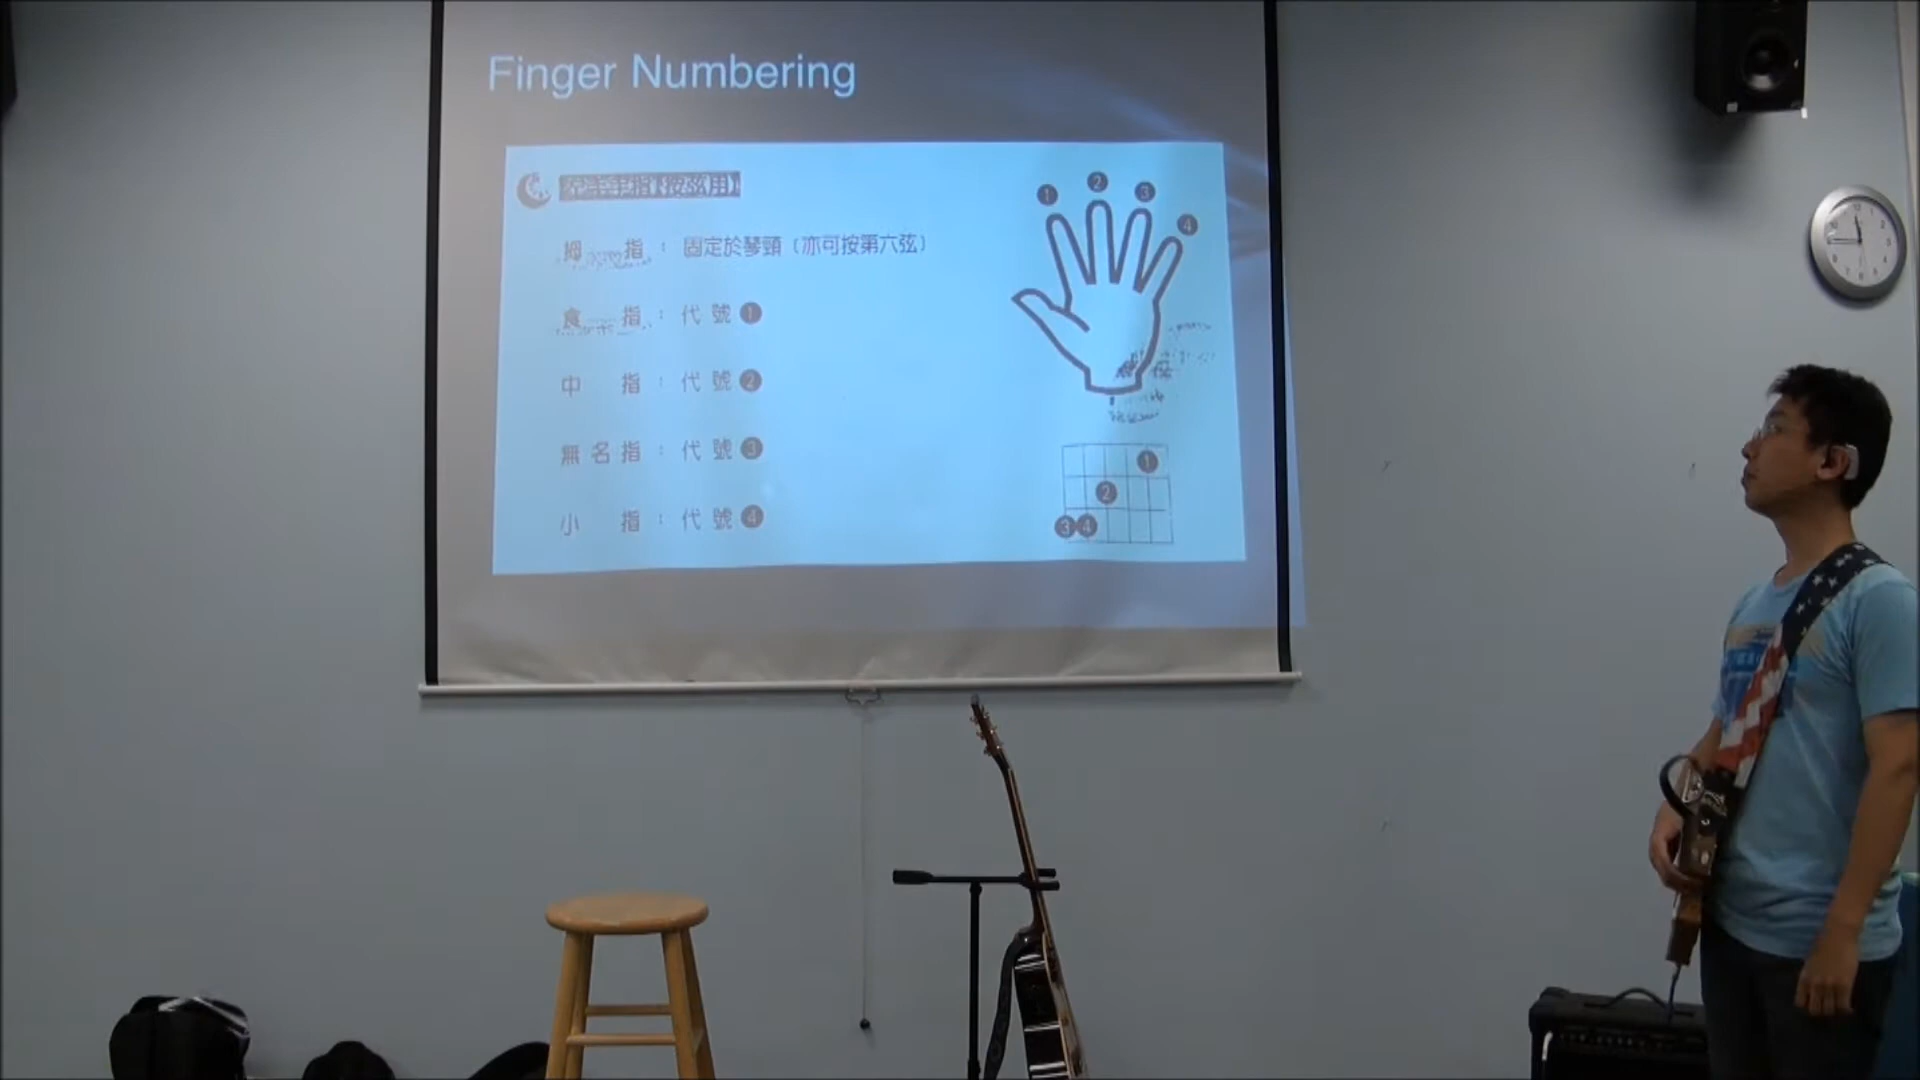 Finger Numbering
拇指：固定於琴頸（亦可按第六弦）
食指：代號1
中指：代號2
無名指：代號3
小指：代號4
1 2 3 4
1
2
3 4